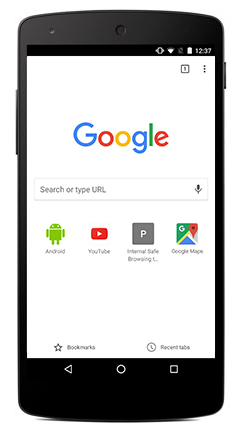 12:37
1
Google
Search or type URL
P
Android
YouTube
Internal Safe
Browsing t...
Google Maps
Bookmarks
Recent tabs